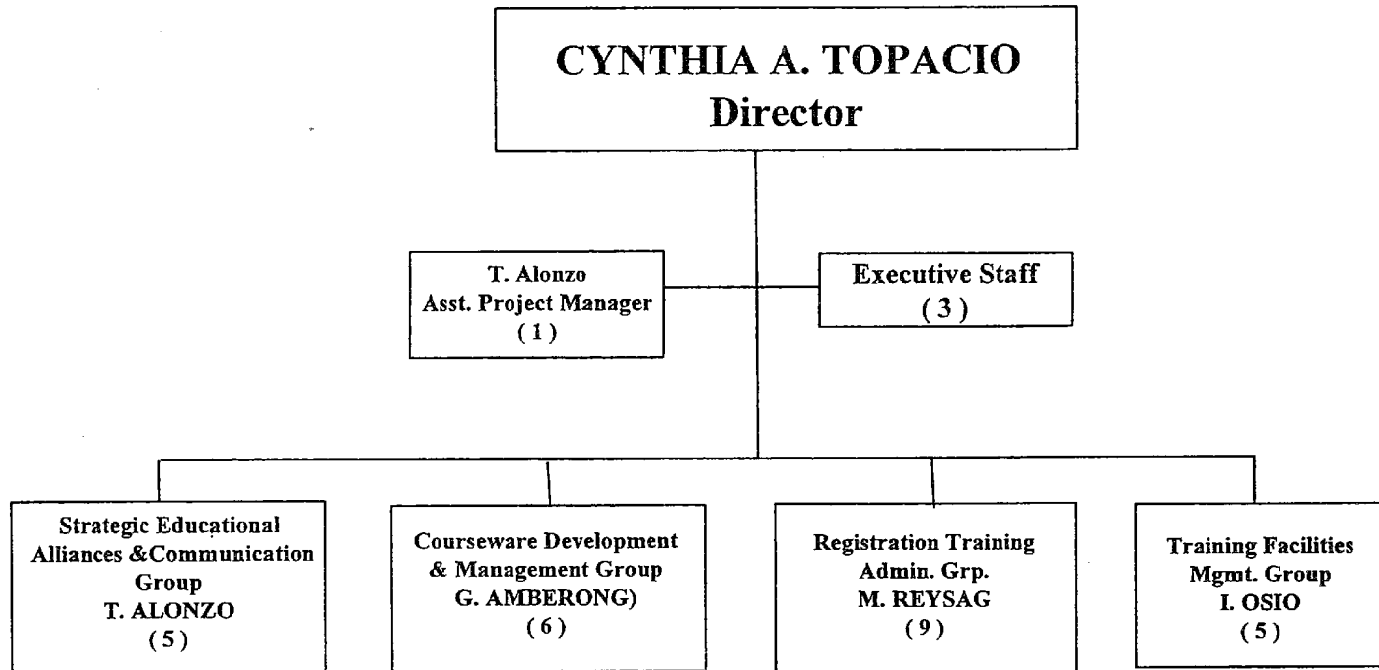 CYNTHIA A. TOPACIO
Director
T. Alonzo
Asst. Project Manager
( 1 )
Executive Staff
( 3 )
Strategic Educational
Alliances &Communication
Group
T. ALONZO
( 5 )
Courseware Development
& Management Group
G. AMBERONG)
( 6 )
Registration Training
Admin. Grp.
M. REYSAG
( 9 )
Training Facilities
Mgmt. Group
I. OSIO
( 5 )